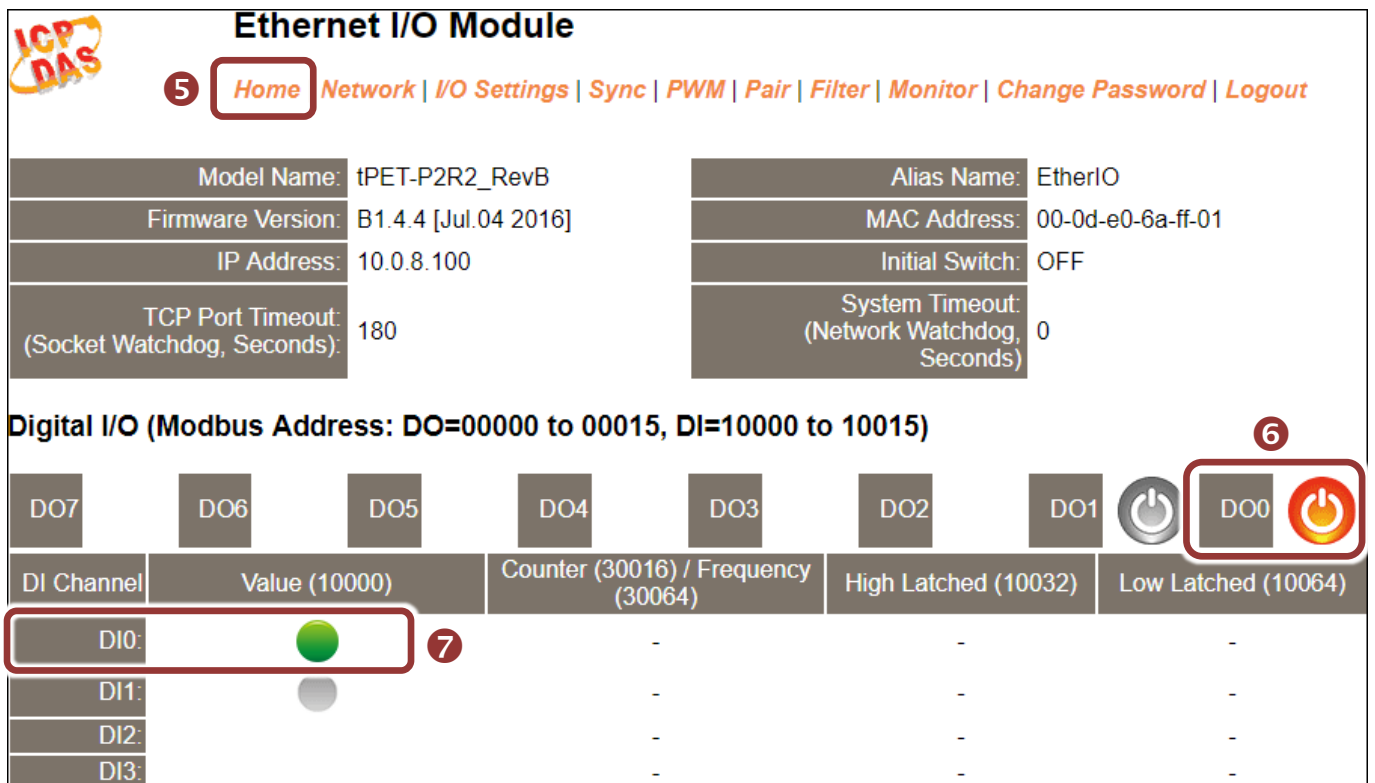 ICP DAS
Ethernet I/O Module
5
Home Network | I/O Settings | Sync | PWM | Pair | Filter | Monitor | Change Password | Logout
Model Name: tPET-P2R2_RevB Alias Name: EtherIO
Firmware Version: B1.4.4 [Jul.04 2016] MAC Address: 00-0d-e0-6a-ff-01
IP Address: 10.0.8.100 Initial Switch: OFF
TCP Port Timeout:
(Socket Watchdog, Seconds): 180
System Timeout:
(Network Watchdog,
Seconds) 0
Digital I/O (Modbus Address: DO=00000 to 00015, DI=10000 to 10015)
6
DO7 DO6 DO5 DO4 DO3 DO2 DO1 DO0
DI Channel Value (10000) Counter (30016) / Frequency
(30064) High Latched (10032) Low Latched (10064)
DI0: 7 - - -
DI1: - - -
DI2: - - -
DI3: - - -